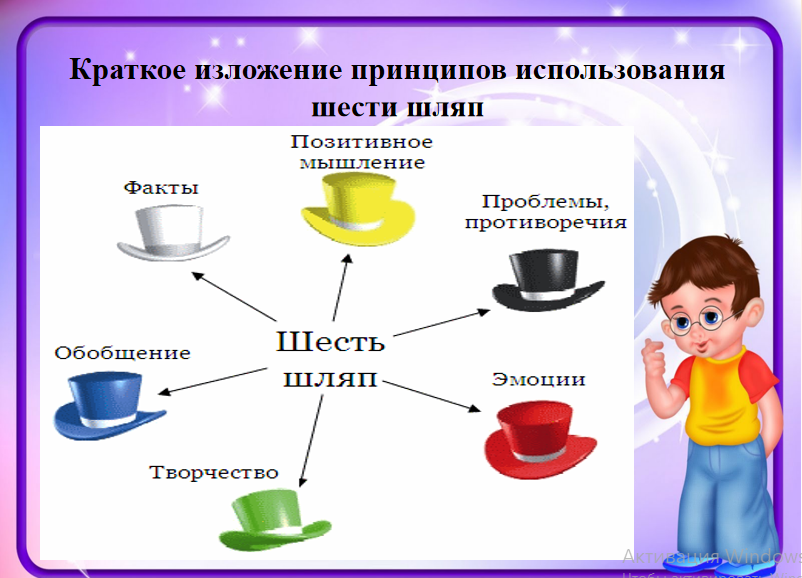 Краткое изложение принципов использования
шести шляп
Позитивное
мышление
Факты
Проблемы,
противоречия
Шесть
шляп
Обобщение
Эмоции
Творчество
Активация Windows